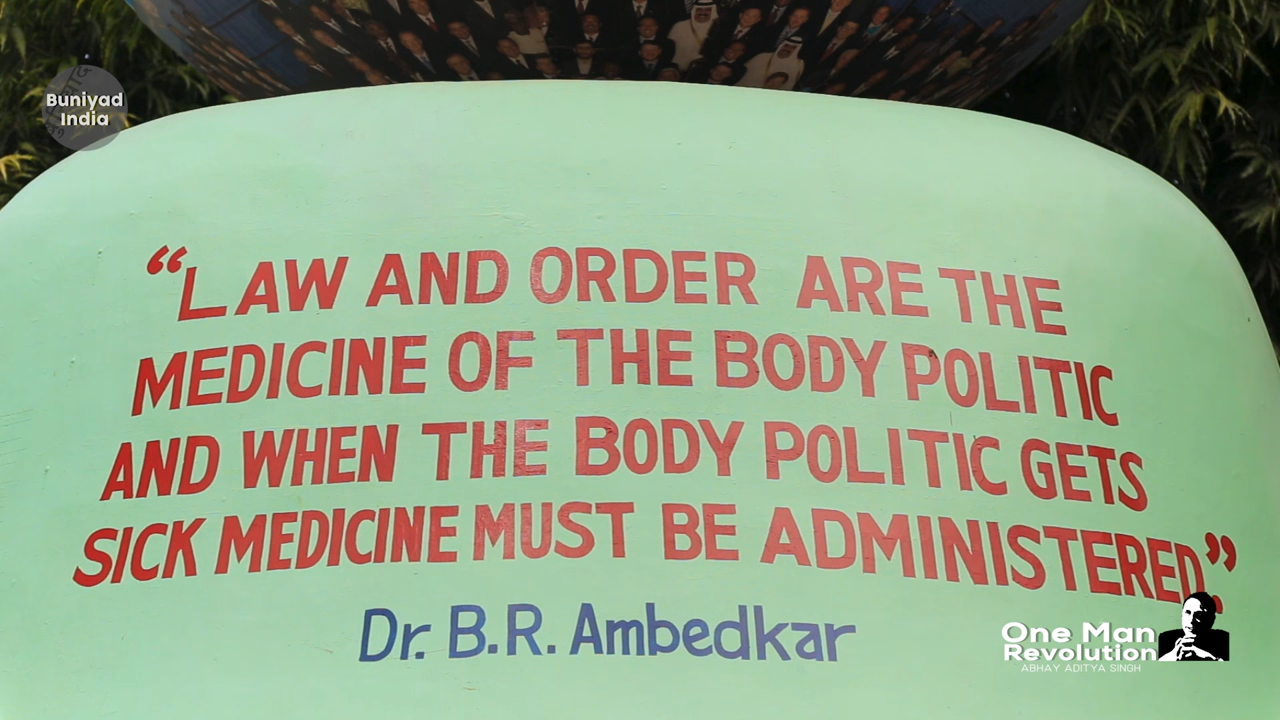 Buniyad
India
“LAW AND ORDER ARE THE
MEDICINE OF THE BODY POLITIC
AND WHEN THE BODY POLITIC GETS
SICK MEDICINE MUST BE ADMINISTERED.”
Dr. B.R. Ambedkar
One Man
Revolution
ABHAY ADITYA SINGH